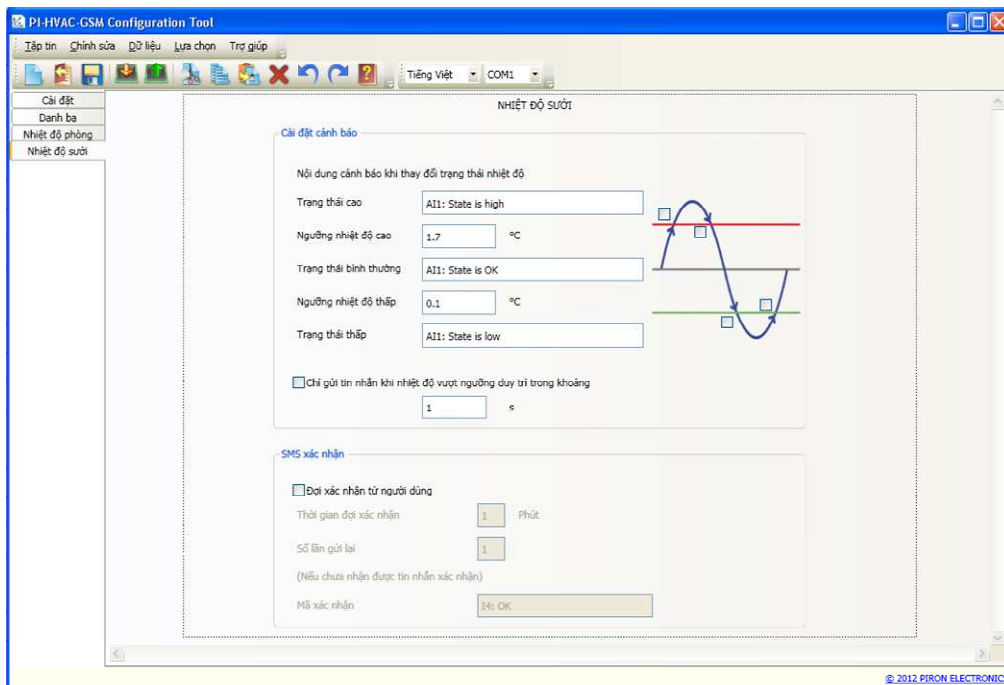 PI-HVAC-GSM Configuration Tool
Tập tin Chỉnh sửa Dữ liệu Lựa chọn Trợ giúp
Tiếng Việt COM1
Cài đặt
Danh bạ
Nhiệt độ phòng
Nhiệt độ sưởi
NHIỆT ĐỘ SƯỞI
Cài đặt cảnh báo
Nội dung cảnh báo khi thay đổi trạng thái nhiệt độ
Trạng thái cao AI1: State is high
Ngưỡng nhiệt độ cao 1.7 °C
Trạng thái bình thường AI1: State is OK
Ngưỡng nhiệt độ thấp 0.1 °C
Trạng thái thấp AI1: State is low
Chỉ gửi tin nhắn khi nhiệt độ vượt ngưỡng duy trì trong khoảng
1 s
SMS xác nhận
Đợi xác nhận từ người dùng
Thời gian đợi xác nhận 1 Phút
Số lần gửi lại 1
(Nếu chưa nhận được tin nhắn xác nhận)
Mã xác nhận I4: OK
© 2012 PIRON ELECTRONIC